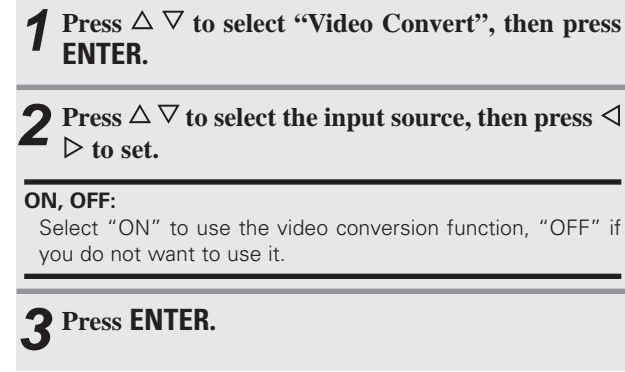 1 Press △ ▽ to select “Video Convert”, then press
ENTER.
2 Press △ ▽ to select the input source, then press ◁
▷ to set.
ON, OFF:
Select “ON” to use the video conversion function, “OFF” if
you do not want to use it.
3 Press ENTER.